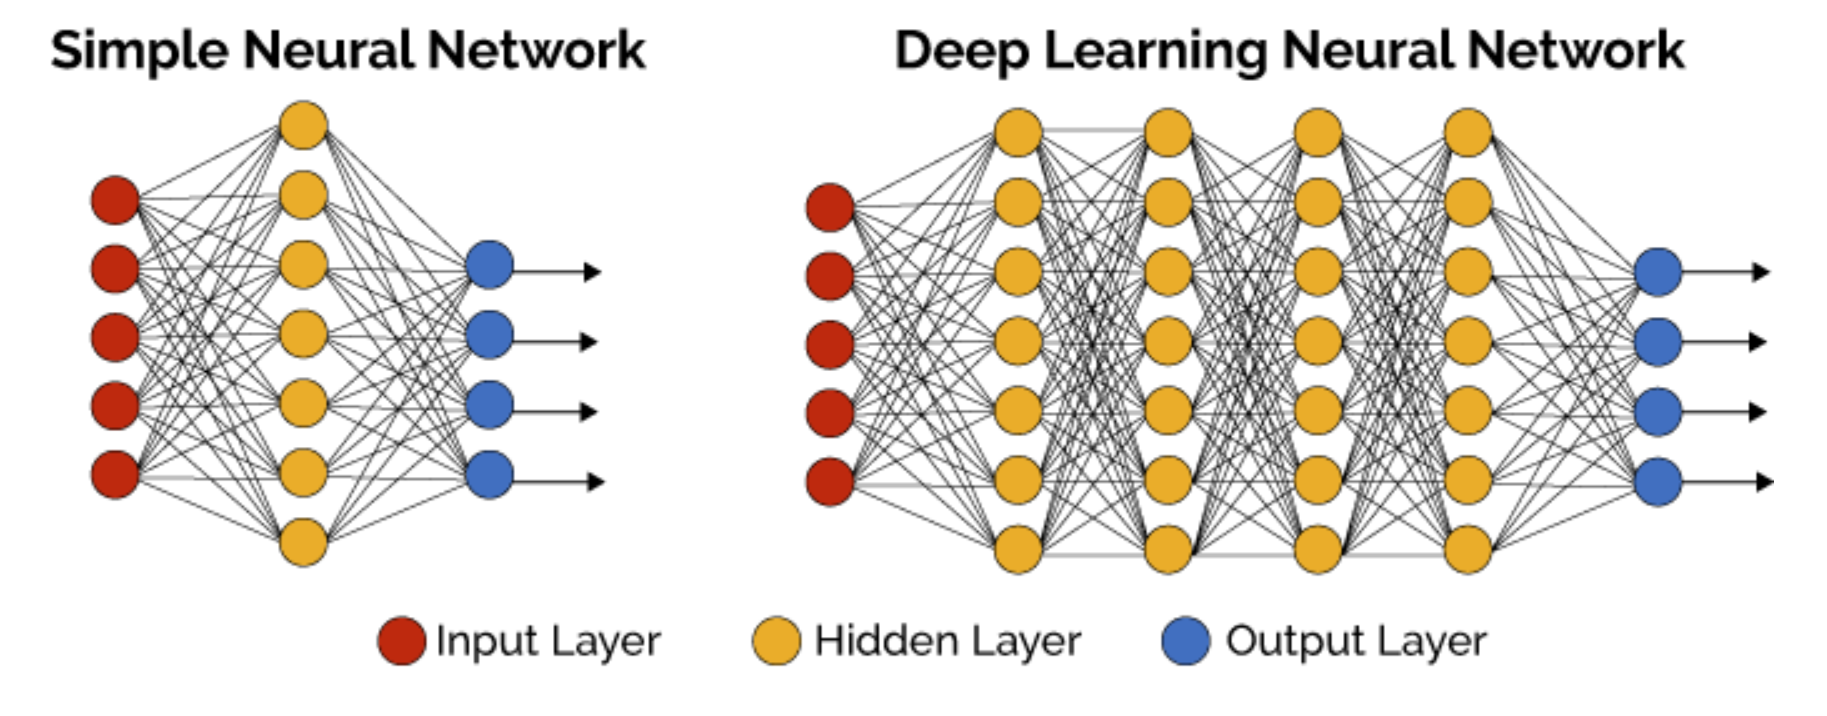 Simple Neural Network
Deep Learning Neural Network
Input Layer
Hidden Layer
Output Layer